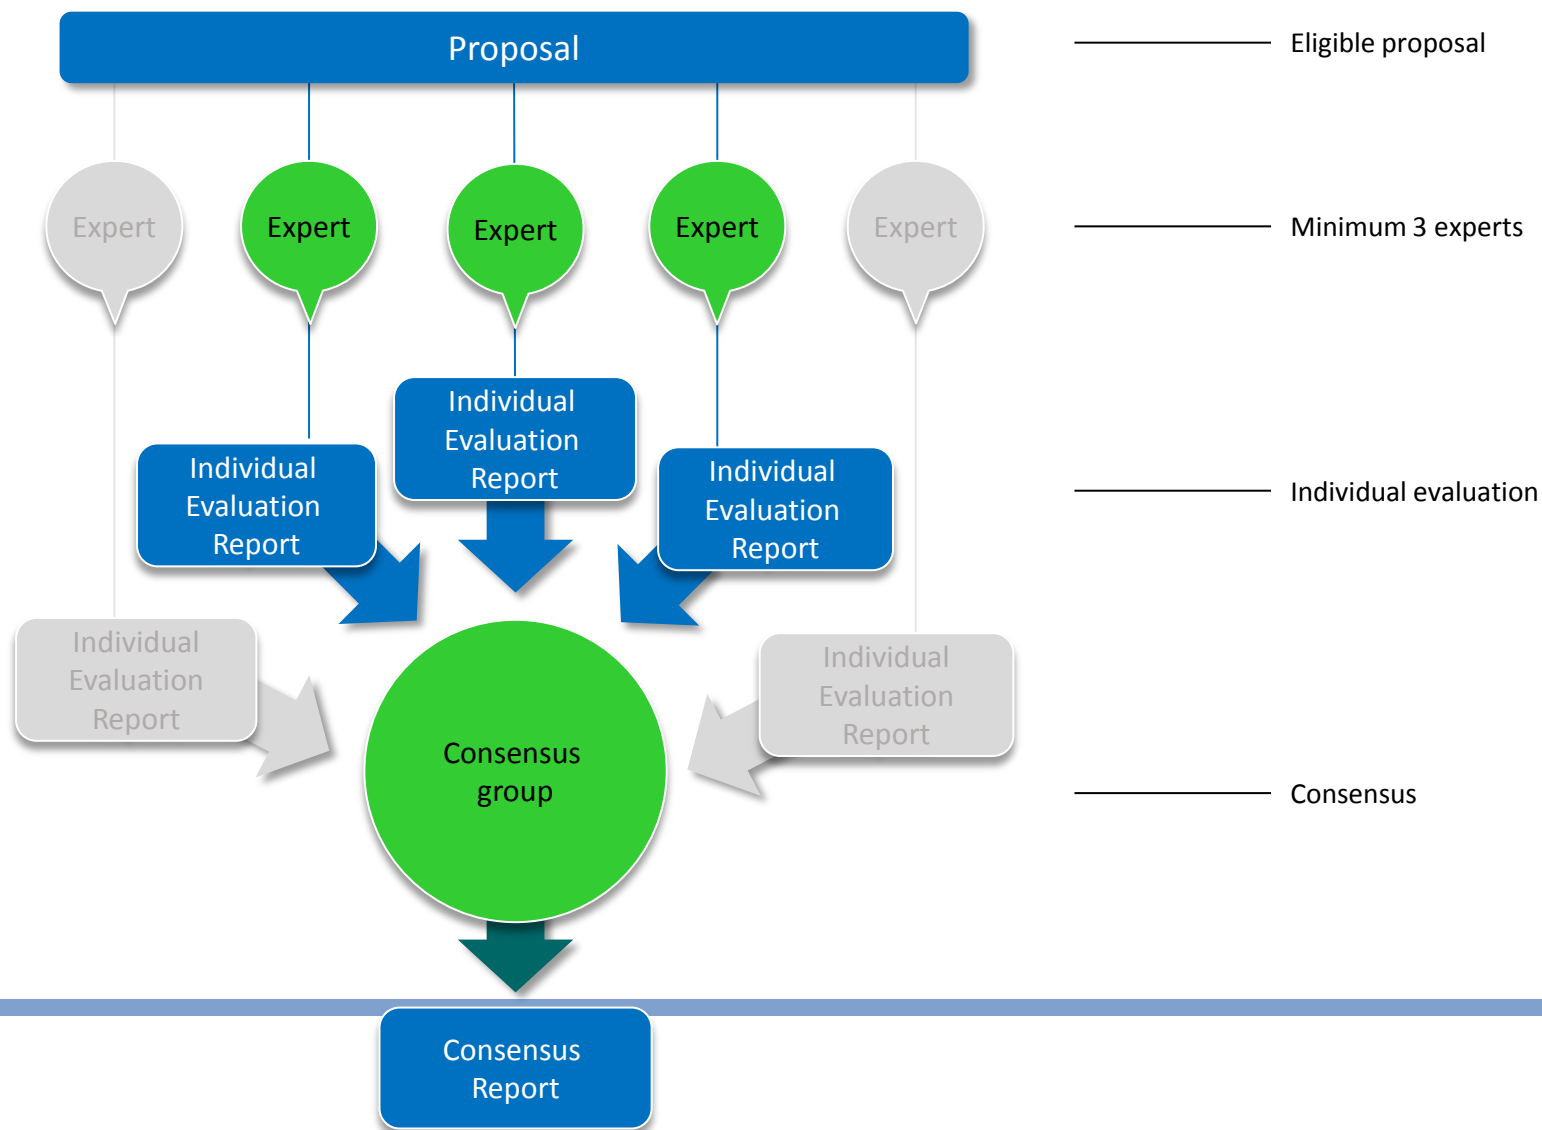 Proposal
Eligible proposal
Expert
Expert
Expert
Expert
Expert
Minimum 3 experts
Individual
Evaluation
Report
Individual
Evaluation
Report
Individual
Evaluation
Report
Individual evaluation
Individual
Evaluation
Report
Individual
Evaluation
Report
Consensus
group
Consensus
Consensus
Report